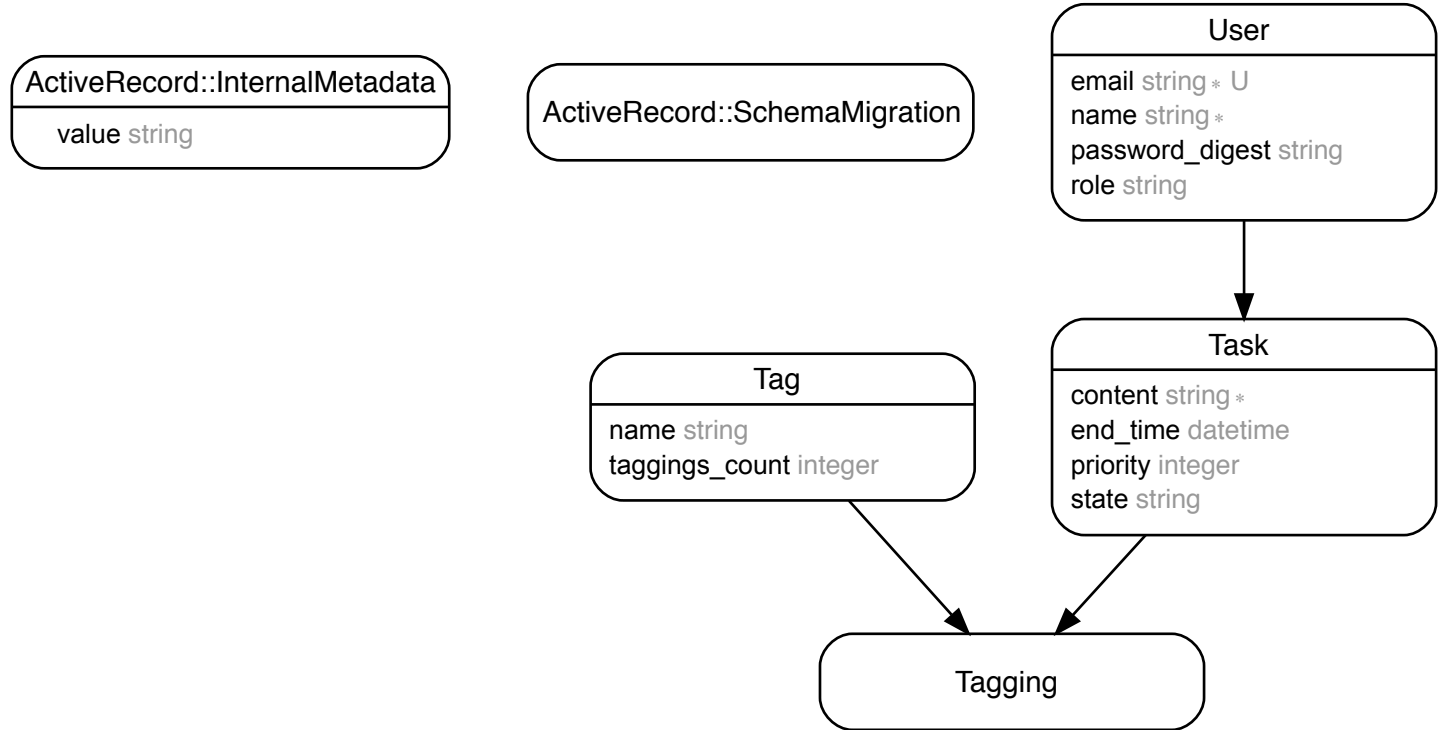 ActiveRecord::InternalMetadata
value string
ActiveRecord::SchemaMigration
User
email string∗ U
name string∗
password_digest string
role string
Tag
name string
taggings_count integer
Task
content string∗
end_time datetime
priority integer
state string
Tagging